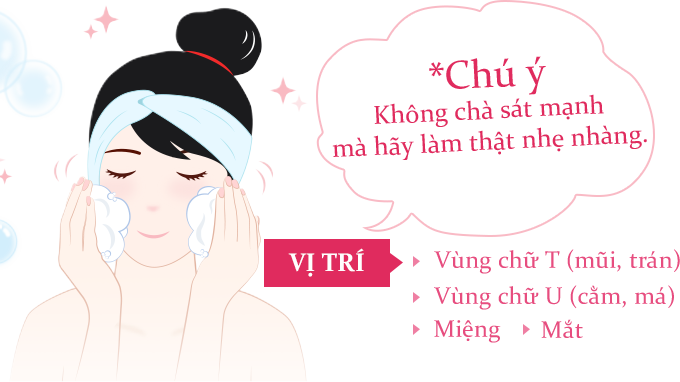 *Chú ý
Không chà sát mạnh
mà hãy làm thật nhẹ nhàng.
VỊ TRÍ
Vùng chữ T (mũi, trán)
Vùng chữ U (cằm, má)
Miệng Mắt